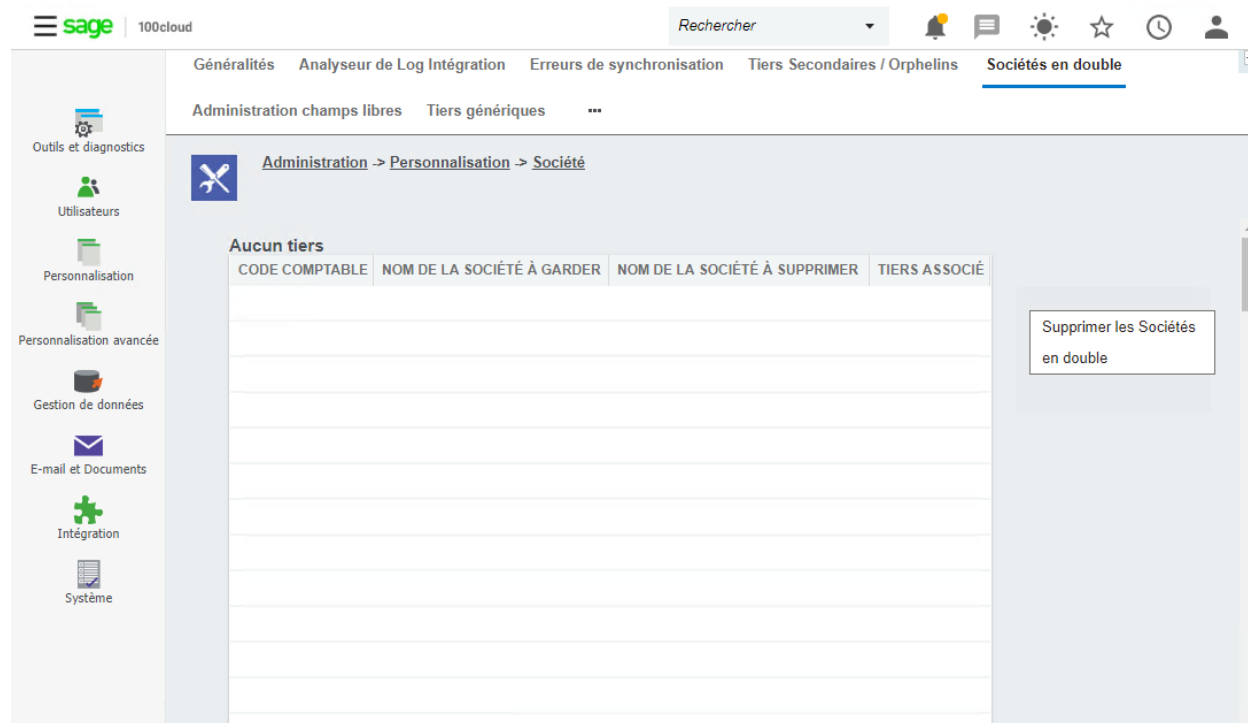 sage 100cloud Rechercher
Généralités Analyseur de Log Intégration Erreurs de synchronisation Tiers Secondaires / Orphelins Sociétés en double
Administration champs libres Tiers génériques ...
Outils et diagnostics
Utilisateurs
Personnalisation
Personnalisation avancée
Gestion de données
E-mail et Documents
Intégration
Système
Administration -> Personnalisation -> Société
Aucun tiers
CODE COMPTABLE NOM DE LA SOCIÉTÉ À GARDER NOM DE LA SOCIÉTÉ À SUPPRIMER TIERS ASSOCIÉ
Supprimer les Sociétés
en double